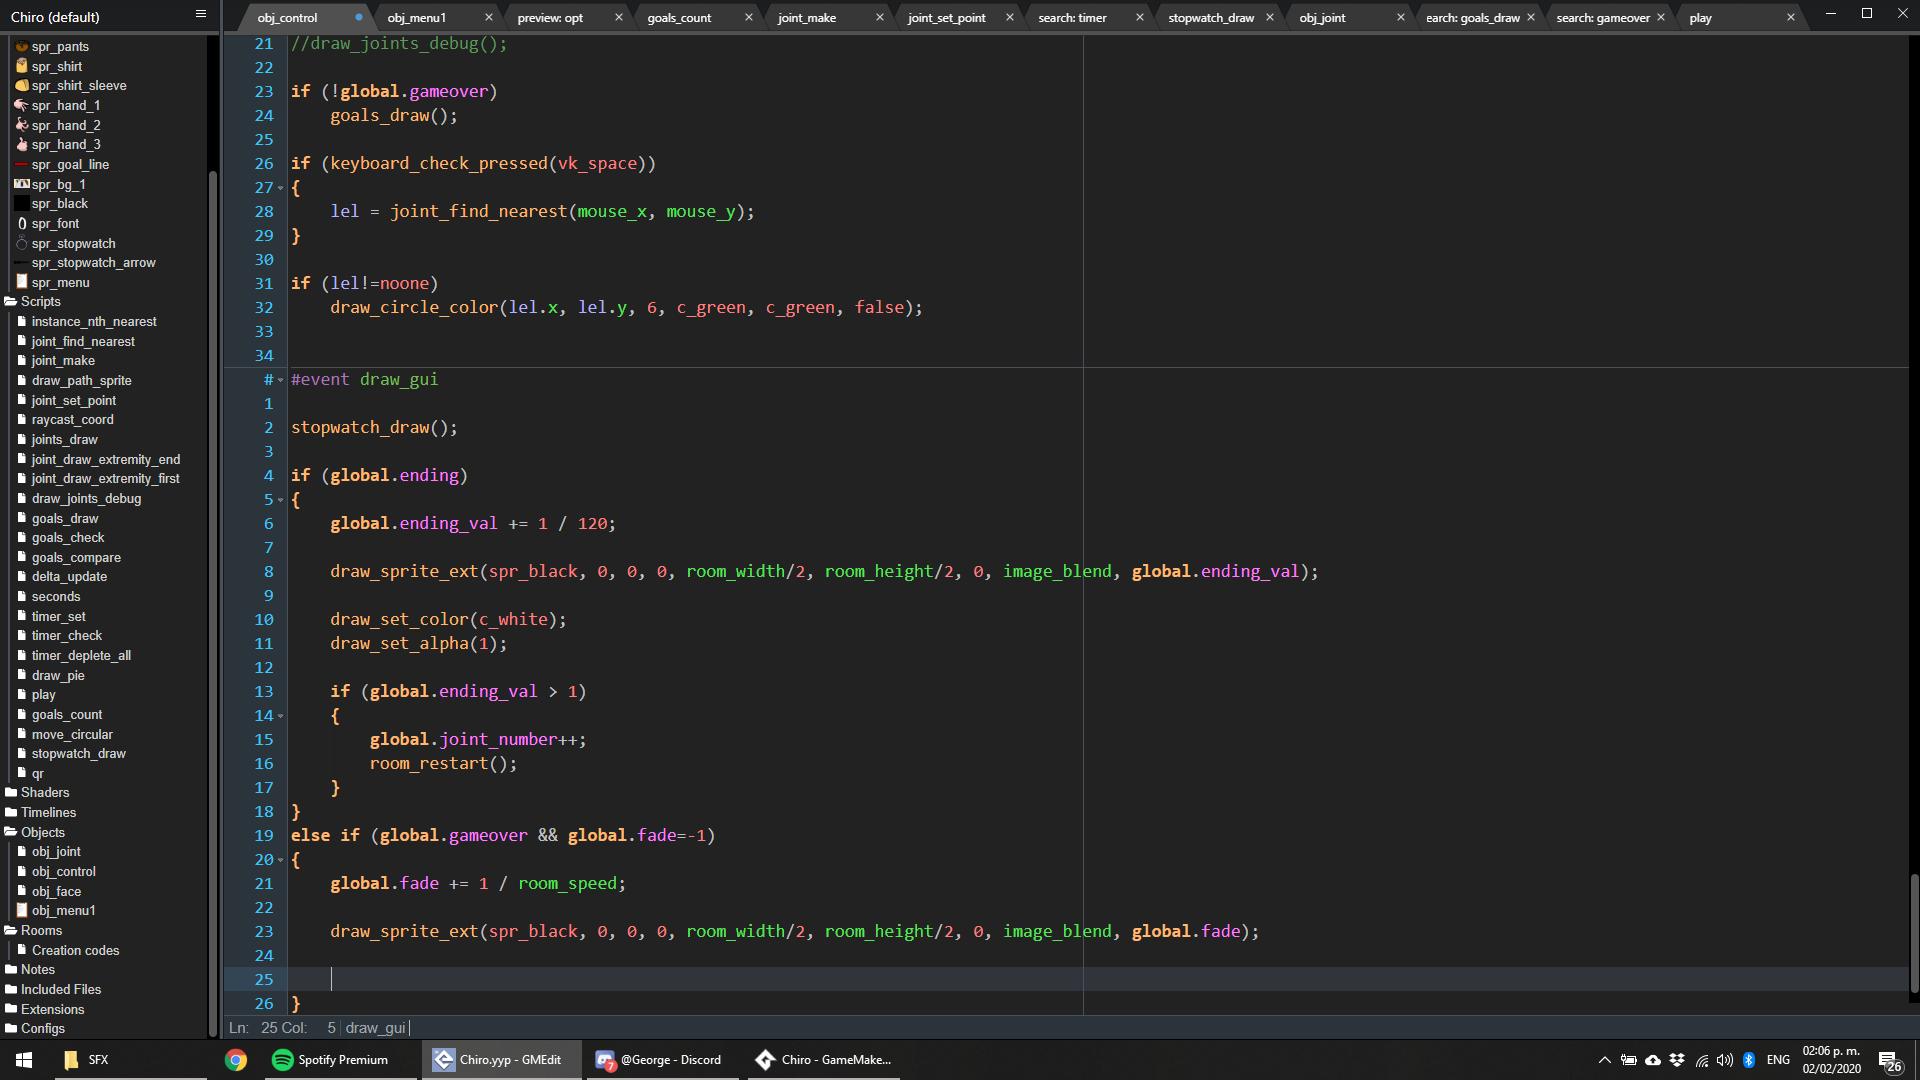 Chiro (default)
obj_control
obj_menu1
preview: opt
goals_count
joint_make
joint_set_point
search: timer
stopwatch_draw
obj_joint
earch: goals_draw
search: gameover
play
spr_pants
spr_shirt
spr_shirt_sleeve
spr_hand_1
spr_hand_2
spr_hand_3
spr_goal_line
spr_bg_1
spr_black
spr_font
spr_stopwatch
spr_stopwatch_arrow
spr_menu
Scripts
instance_nth_nearest
joint_find_nearest
joint_make
draw_path_sprite
joint_set_point
raycast_coord
joints_draw
joint_draw_extremity_end
joint_draw_extremity_first
draw_joints_debug
goals_draw
goals_check
goals_compare
delta_update
seconds
timer_set
timer_check
timer_deplete_all
draw_pie
play
goals_count
move_circular
stopwatch_draw
qr
Shaders
Timelines
Objects
obj_joint
obj_control
obj_face
obj_menu1
Rooms
Creation codes
Notes
Included Files
Extensions
Configs
21 //draw_joints_debug();
22
23 if (!global.gameover)
24 goals_draw();
25
26 if (keyboard_check_pressed(vk_space))
27 {
28 lel = joint_find_nearest(mouse_x, mouse_y);
29 }
30
31 if (lel!=noone)
32 draw_circle_color(lel.x, lel.y, 6, c_green, c_green, false);
33
34
# #event draw_gui
1
2 stopwatch_draw();
3
4 if (global.ending)
5 {
6 global.ending_val += 1 / 120;
7
8 draw_sprite_ext(spr_black, 0, 0, 0, room_width/2, room_height/2, 0, image_blend, global.ending_val);
9
10 draw_set_color(c_white);
11 draw_set_alpha(1);
12
13 if (global.ending_val > 1)
14 {
15 global.joint_number++;
16 room_restart();
17 }
18 }
19 else if (global.gameover && global.fade=-1)
20 {
21 global.fade += 1 / room_speed;
22
23 draw_sprite_ext(spr_black, 0, 0, 0, room_width/2, room_height/2, 0, image_blend, global.fade);
24
25
26 }
Ln: 25 Col: 5 draw_gui
SFX
Spotify Premium
Chiro.yyp - GMEdit
7
@George - Discord
Chiro - GameMake...
ENG
02:06 p. m.
02/02/2020
26